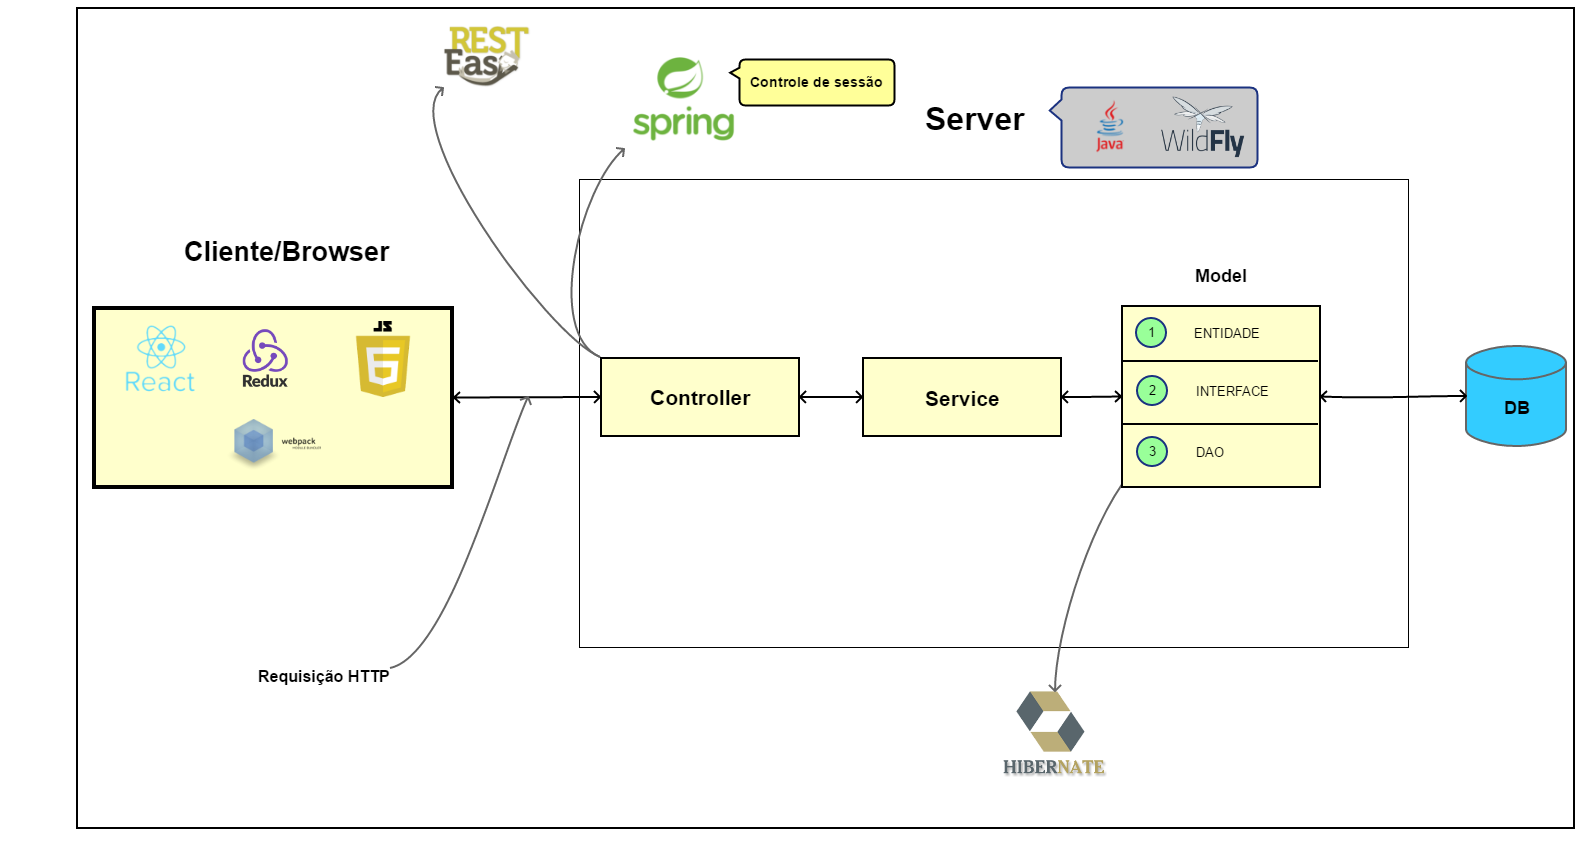 REST
Easy
spring
Controle de sessão
Server
Java
WildFly
Cliente/Browser
Model
React
Redux
JS
webpack
1 ENTIDADE
Controller
Service
2 INTERFACE
DB
3 DAO
Requisição HTTP
HIBERNATE